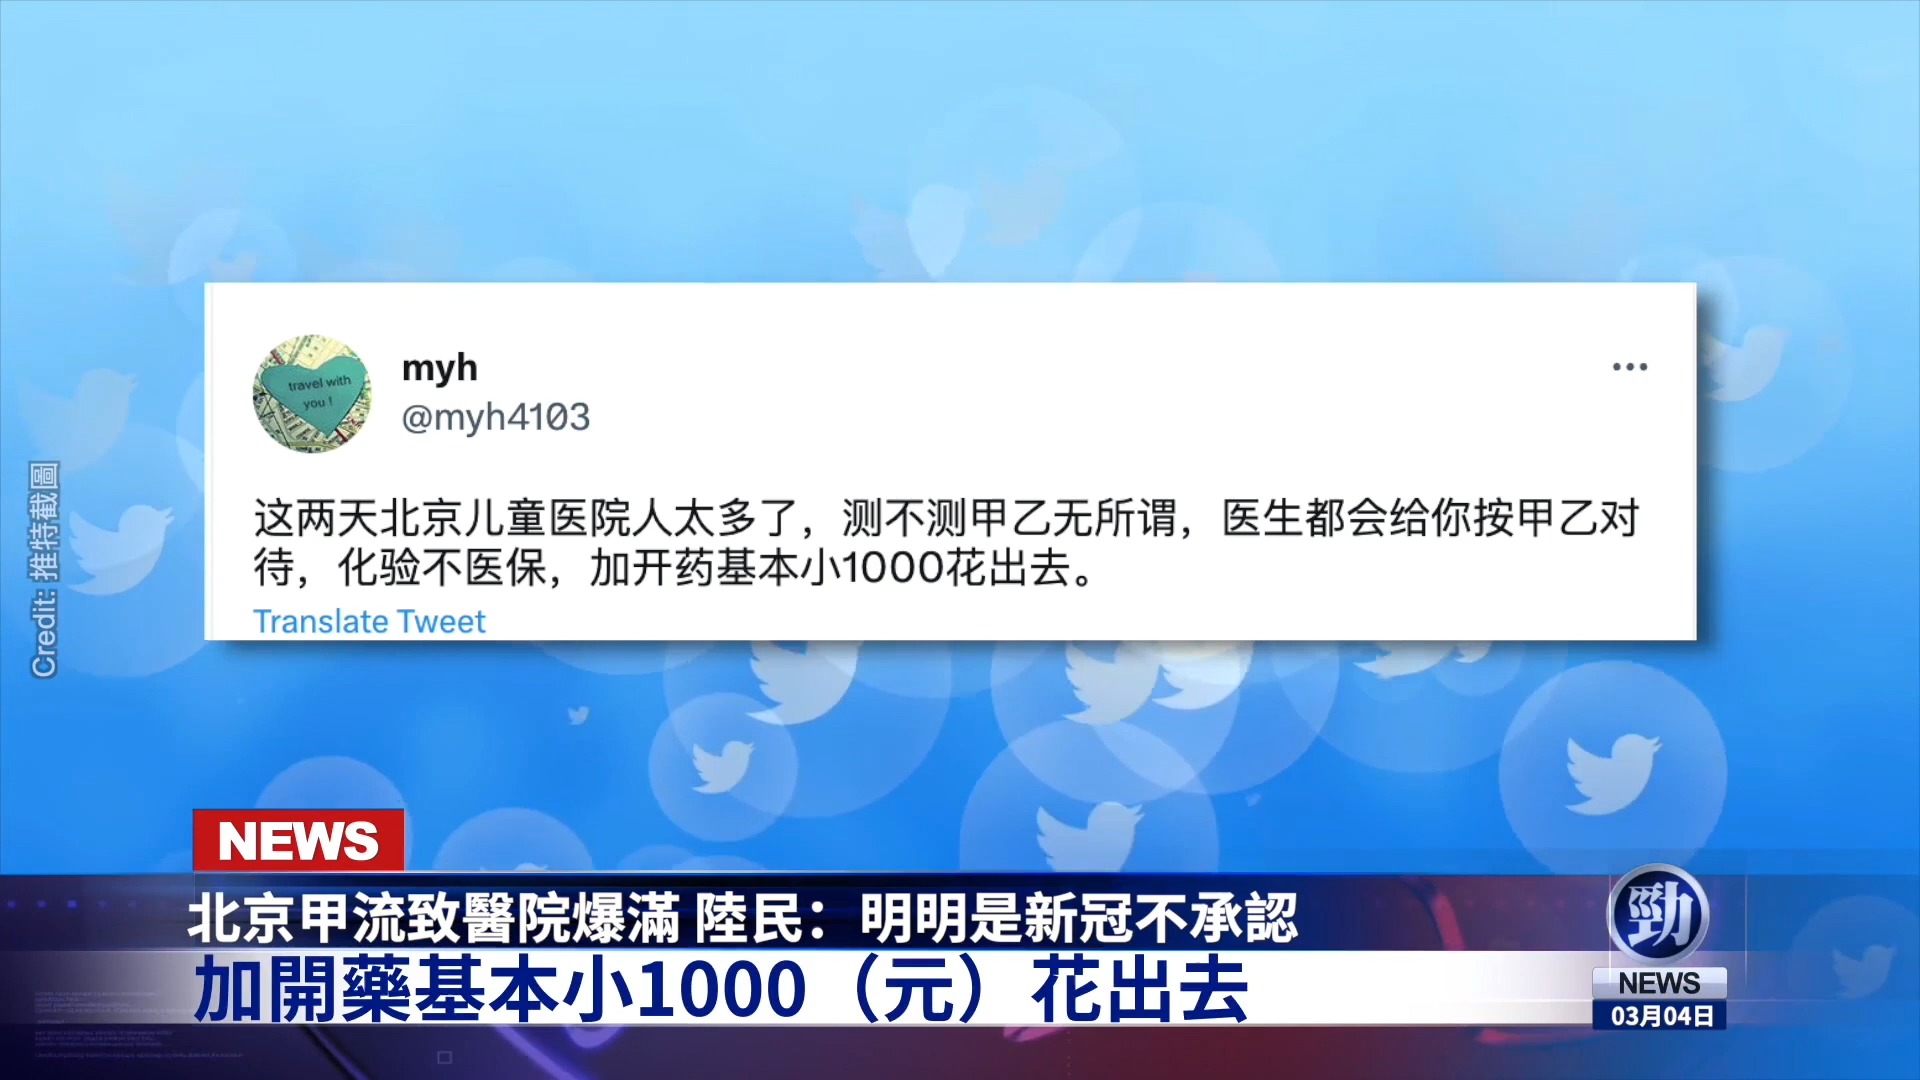 travel with
you !
myh
@myh4103
这两天北京儿童医院人太多了，测不测甲乙无所谓，医生都会给你按甲乙对
待，化验不医保，加开药基本小1000花出去。
Translate Tweet
Credit: 推特截圖
NEWS
北京甲流致醫院爆滿 陸民：明明是新冠不承認
加開藥基本小1000（元）花出去
勁
NEWS
03月04日